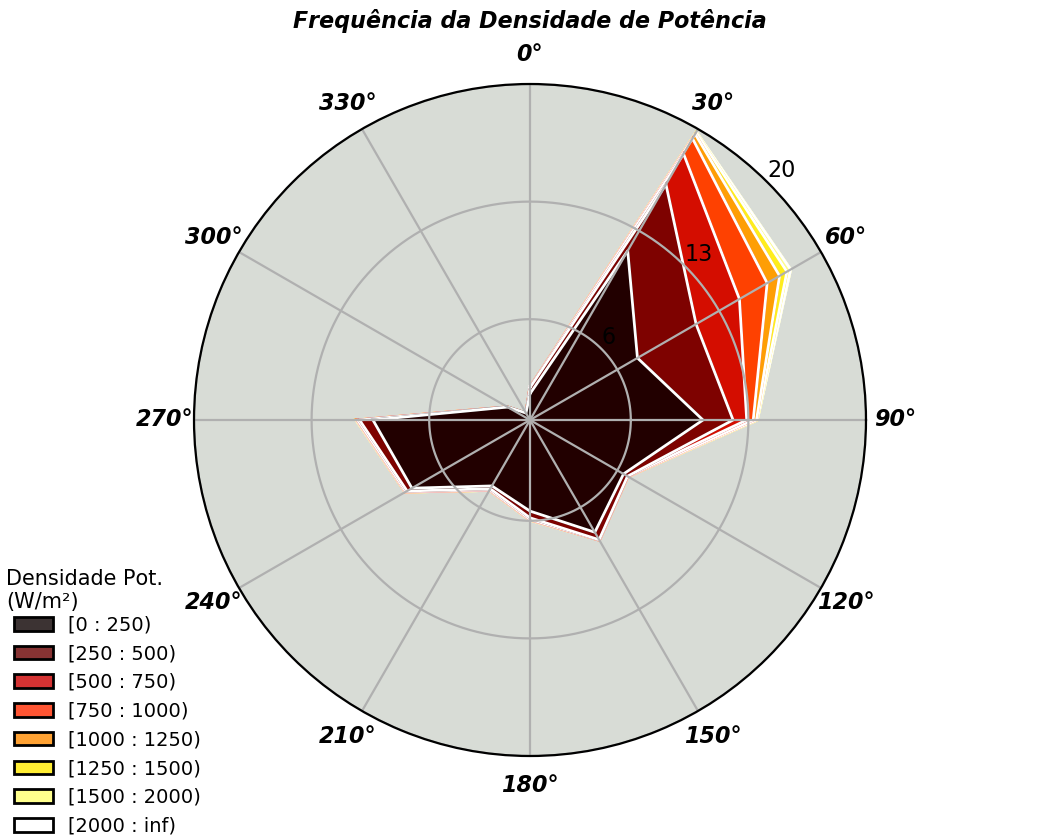 Frequência da Densidade de Potência
0°
330°
30°
20
300°
60°
13
6
270°
90°
240°
120°
210°
150°
180°
Densidade Pot.
(W/m²)
[0 : 250)
[250 : 500)
[500 : 750)
[750 : 1000)
[1000 : 1250)
[1250 : 1500)
[1500 : 2000)
[2000 : inf)